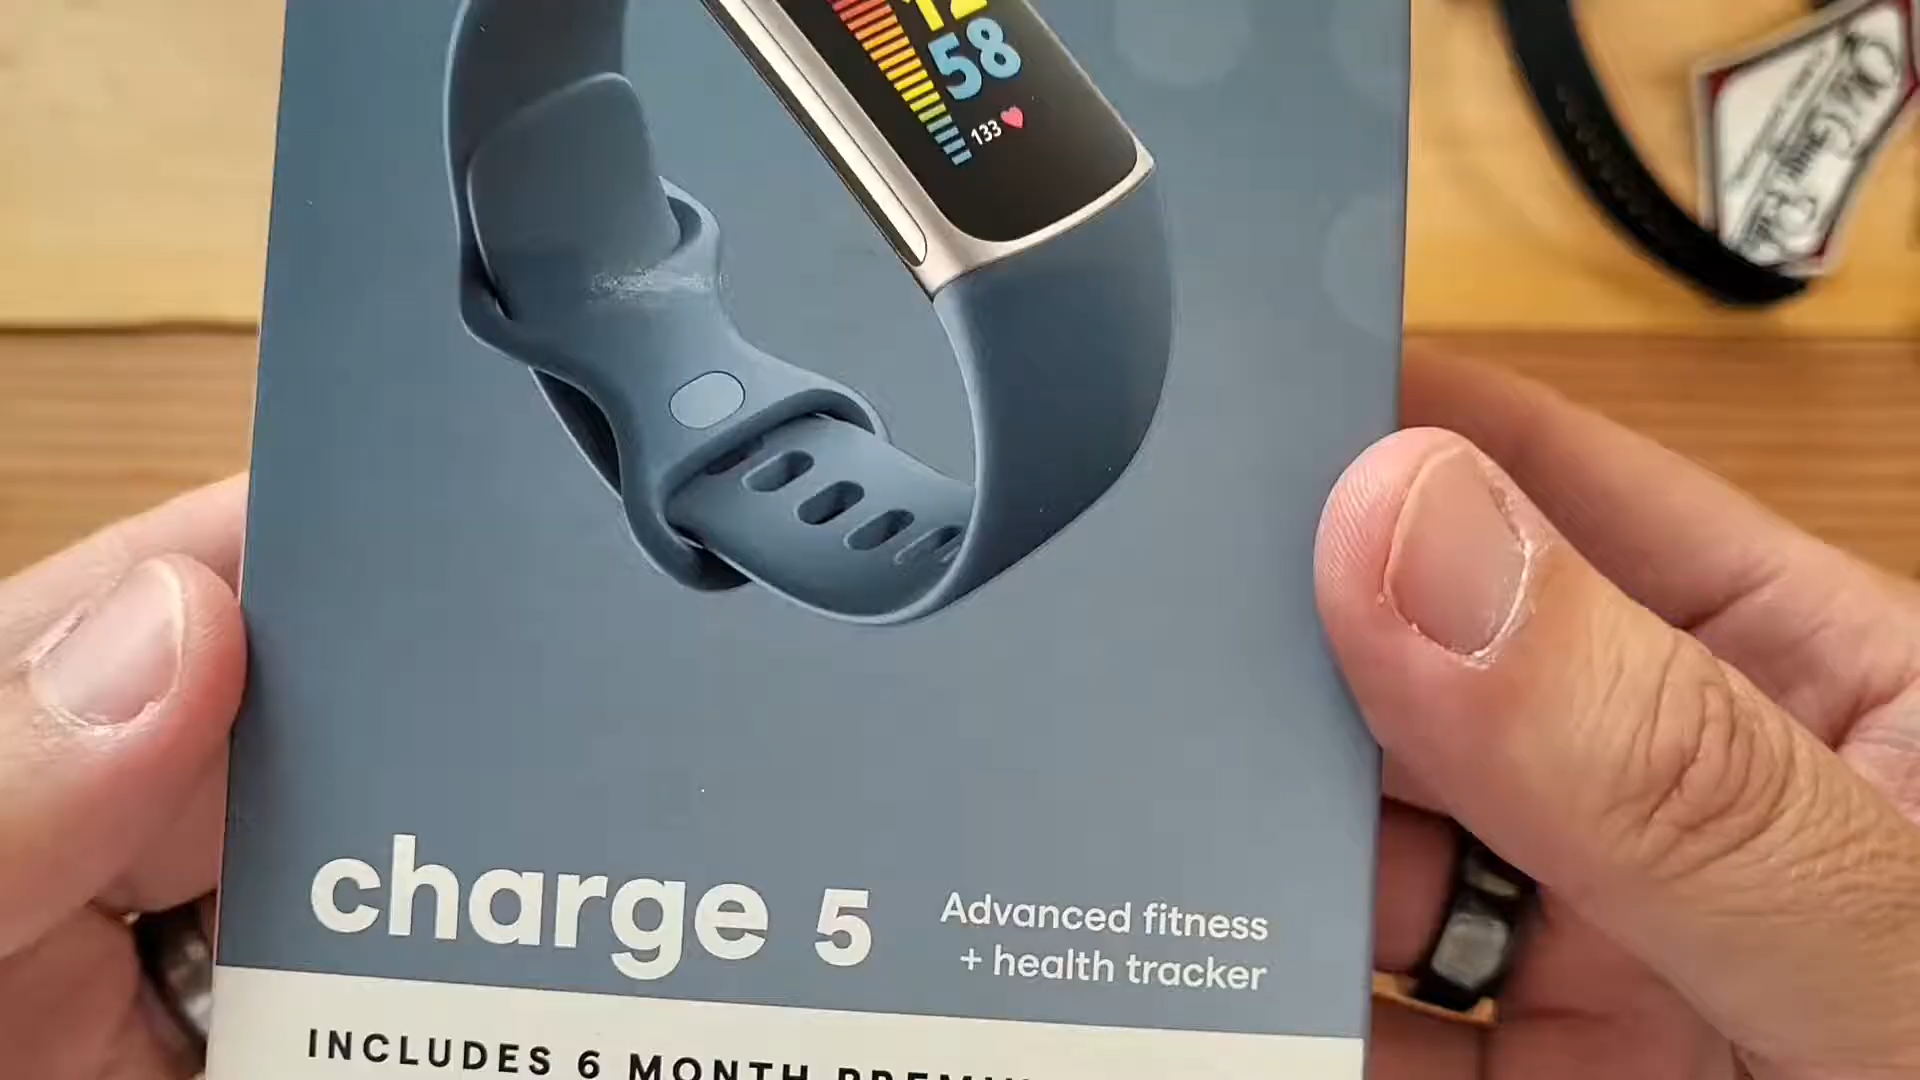 58
133
charge 5
Advanced fitness
+ health tracker
INCLUDES 6 MONTH